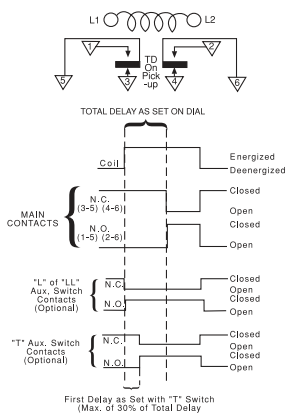 L1 L2
1 2
TD
On
Pick
-up
5 3 4 6
TOTAL DELAY AS SET ON DIAL
Coil
Energized
Deenergized
MAIN
CONTACTS
N.C.
(3-5) (4-6)
Closed
Open
N.O.
(1-5) (2-6)
Closed
Open
"L" of "LL"
Aux, Switch
Contacts
(Optional)
N.C.
Closed
Open
N.O.
Closed
Open
"T" Aux. Switch
Contacts
(Optional)
N.C.
Closed
Open
N.O.
Closed
Open
First Delay as Set with "T" Switch
(Max. of 30% of Total Delay